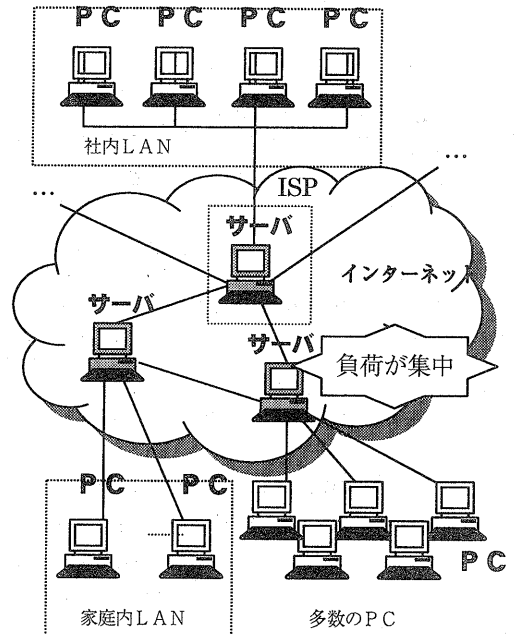 ＰＣ ＰＣ ＰＣ ＰＣ
社内ＬＡＮ
…
…
ISP
サーバ
インターネット
サーバ
サーバ
負荷が集中
ＰＣ ＰＣ
………
ＰＣ
家庭内ＬＡＮ
多数のＰＣ